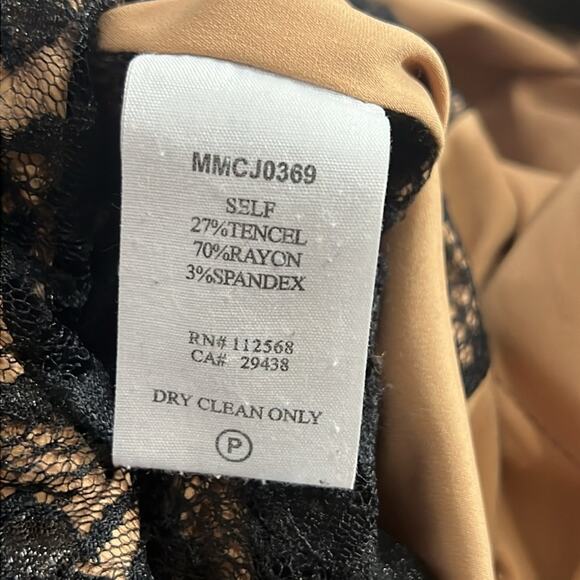 MMCJ0369
SELF
27%TENCEL
70%RAYON
3%SPANDEX
RN# 112568
CA# 29438
DRY CLEAN ONLY
P